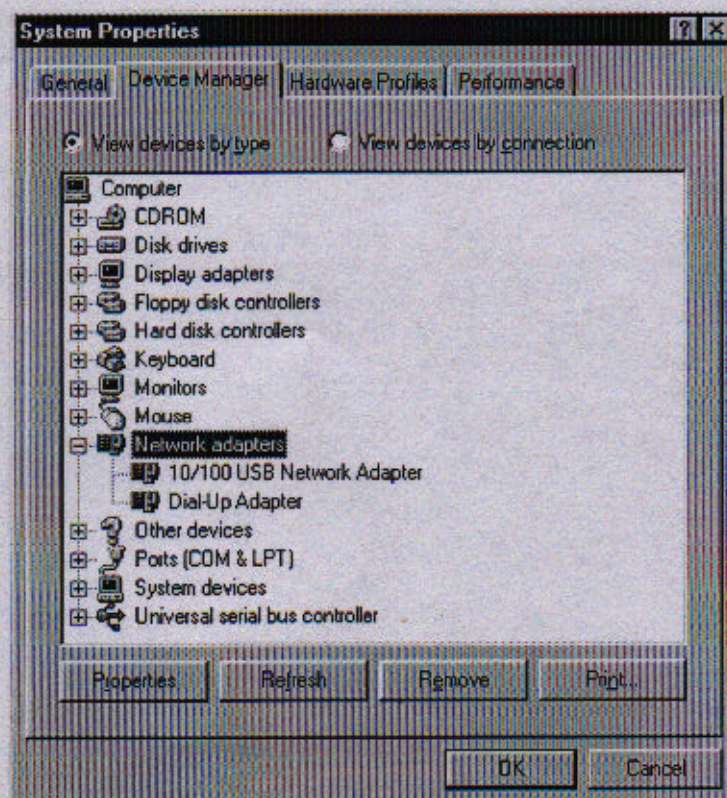 System Properties
General Device Manager Hardware Profiles Performance
View devices by type View devices by connection
Computer
CDROM
Disk drives
Display adapters
Floppy disk controllers
Hard disk controllers
Keyboard
Monitors
Mouse
Network adapters
10/100 USB Network Adapter
Dial-Up Adapter
Other devices
Ports (COM & LPT)
System devices
Universal serial bus controller
Properties Refresh Remove Print...
OK Cancel